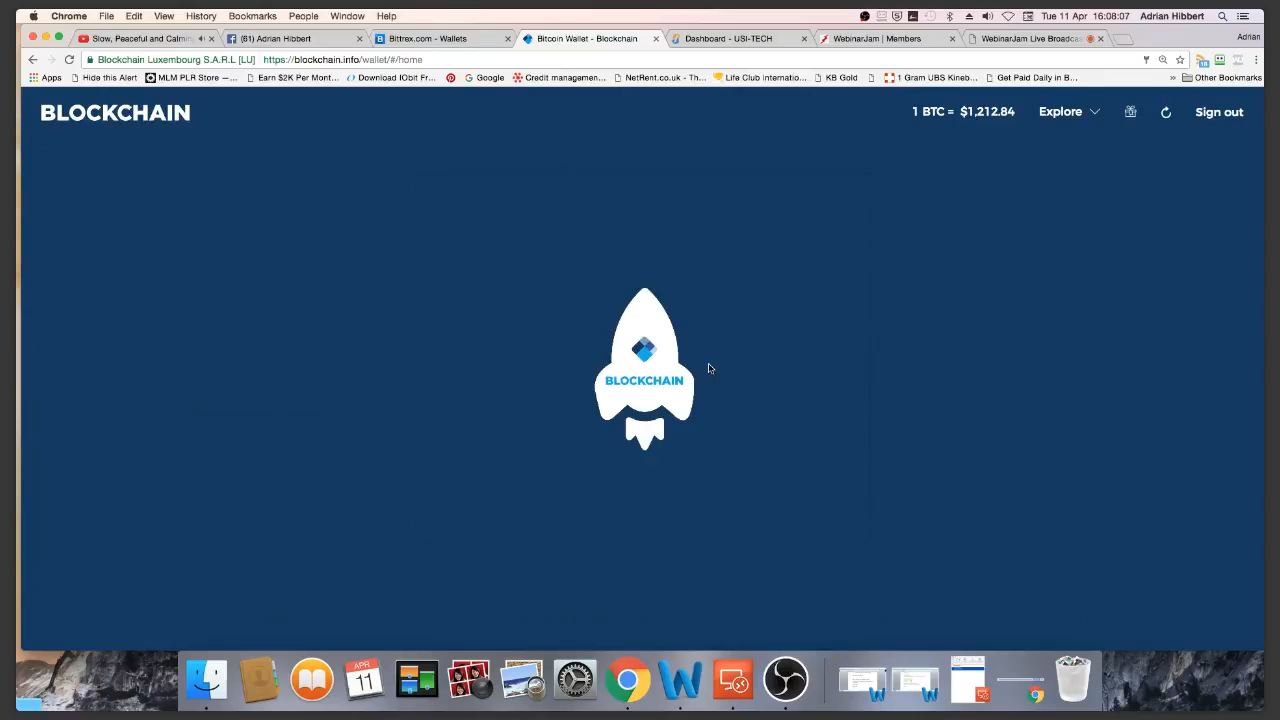 Chrome File Edit View History Bookmarks People Window Help Tue 11 Apr 16:08:07 Adrian Hibbert
Slow, Peaceful and Calmin (61) Adrian Hibbert Bittrex.com - Wallets Bitcoin Wallet - Blockchain Dashboard - USI-TECH WebinarJam | Members WebinarJam Live Broadcas Adrian
Blockchain Luxembourg S.A.R.L [LU] https://blockchain.info/wallet/#/home
Apps Hide this Alert MLM PLR Store —... Earn $2K Per Mont... Download IObit Fr... Google Credit managemen... NetRent.co.uk - Th... Life Club Internatio... KB Gold 1 Gram UBS Kineb... Get Paid Daily in B... » Other Bookmarks
BLOCKCHAIN 1 BTC = $1,212.84 Explore Sign out
BLOCKCHAIN
APR
11